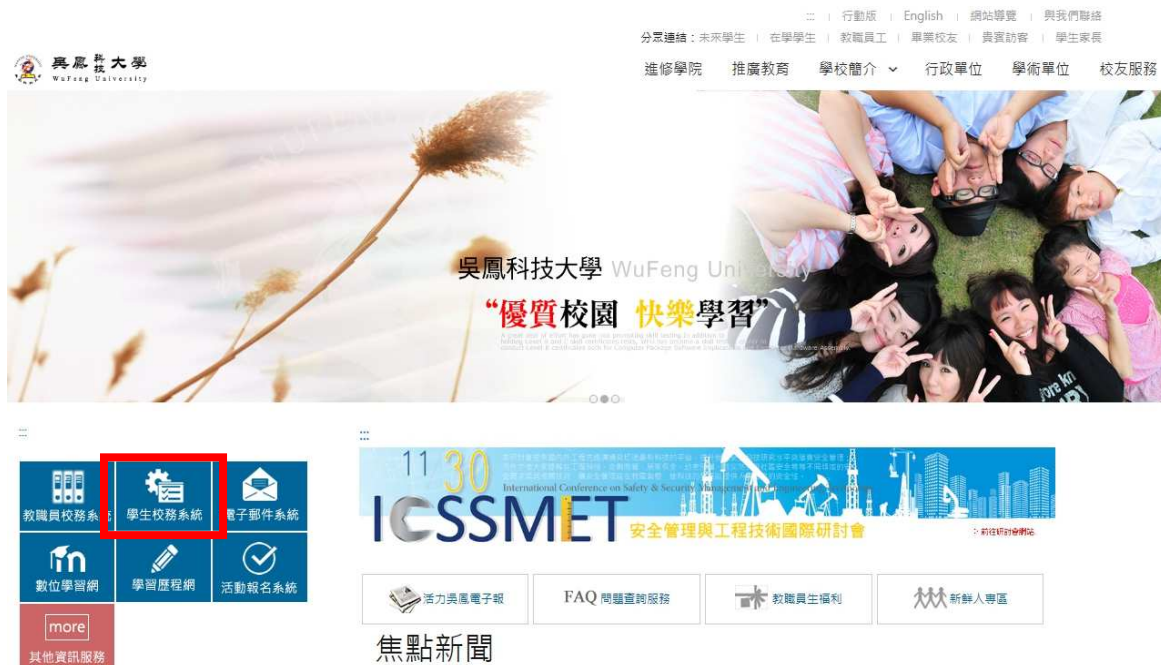 ::: | 行動版 | English | 網站導覽 | 與我們聯絡
分眾連結：未來學生 | 在學學生 | 教職員工 | 畢業校友 | 貴賓訪客 | 學生家長
吳鳳科技大學
WuFeng University
進修學院 推廣教育 學校簡介 行政單位 學術單位 校友服務
吳鳳科技大學 WuFeng University
“優質校園 快樂學習”
:::
教職員校務系統 學生校務系統 電子郵件系統
數位學習網 學習歷程網 活動報名系統
more
其他資訊服務
:::
11 30
International Conference on Safety & Security Management and Engineering Technology
ICSSMET 安全管理與工程技術國際研討會
> 前往研討會網站
活力吳鳳電子報 FAQ 問題查詢服務 教職員生福利 新鮮人專區
焦點新聞